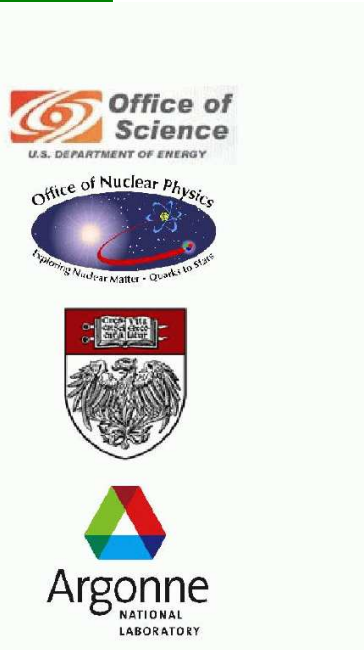 Office of
Science
U.S. DEPARTMENT OF ENERGY
Office of Nuclear Physics
Exploring Nuclear Matter - Quarks to Stars
Argonne
NATIONAL
LABORATORY